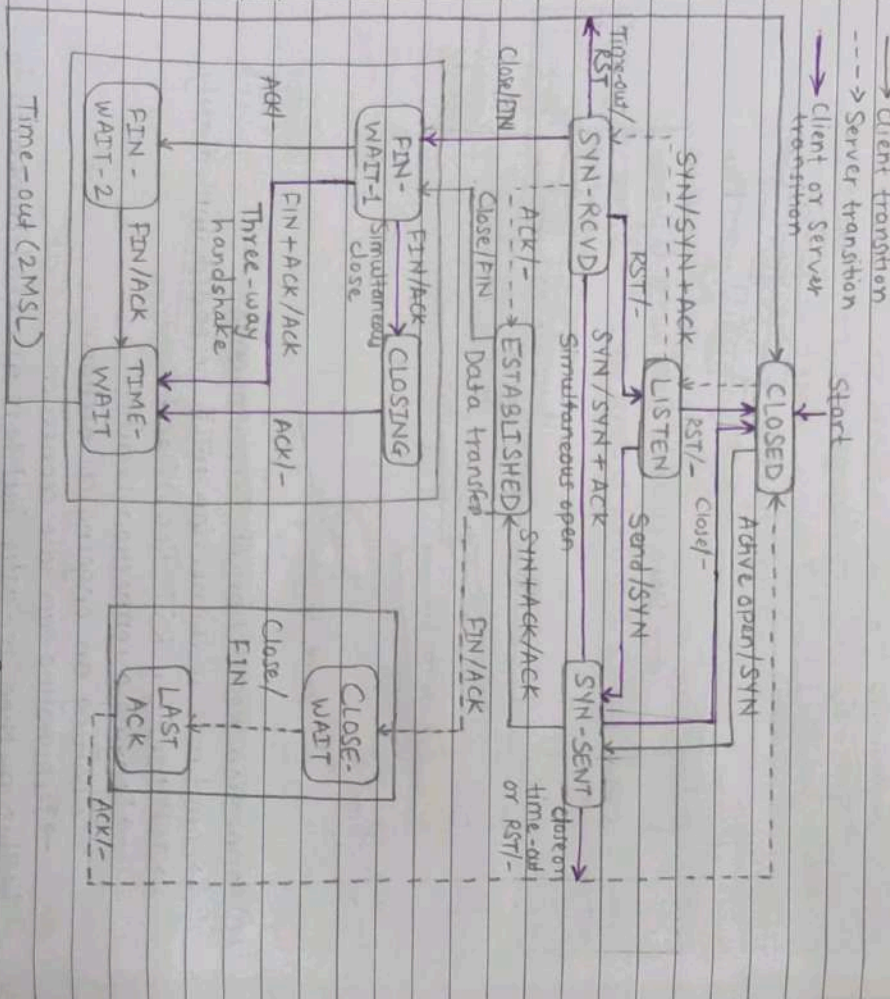 Client transition
Server transition
Client or Server
transition
Start
CLOSED
Active open/SYN
Close/-
RST/-
SYN/SYN+ACK
LISTEN
RST/-
Send/SYN
Time-out/
RST
SYN-RCVD
SYN/SYN+ACK
Simultaneous open
SYN-SENT
close or
time-out
or RST/-
Close/FIN
ACK/-
ESTABLISHED
SYN+ACK/ACK
Close/FIN
Data transfer
FIN/ACK
FIN-
WAIT-1
FIN/ACK
Simultaneous
close
CLOSING
ACK/-
FIN+ACK/ACK
Three-way
handshake
ACK/-
FIN-
WAIT-2
FIN/ACK
TIME-
WAIT
CLOSE-
WAIT
Close/
FIN
LAST
ACK
ACK/-
Time-out (2MSL)